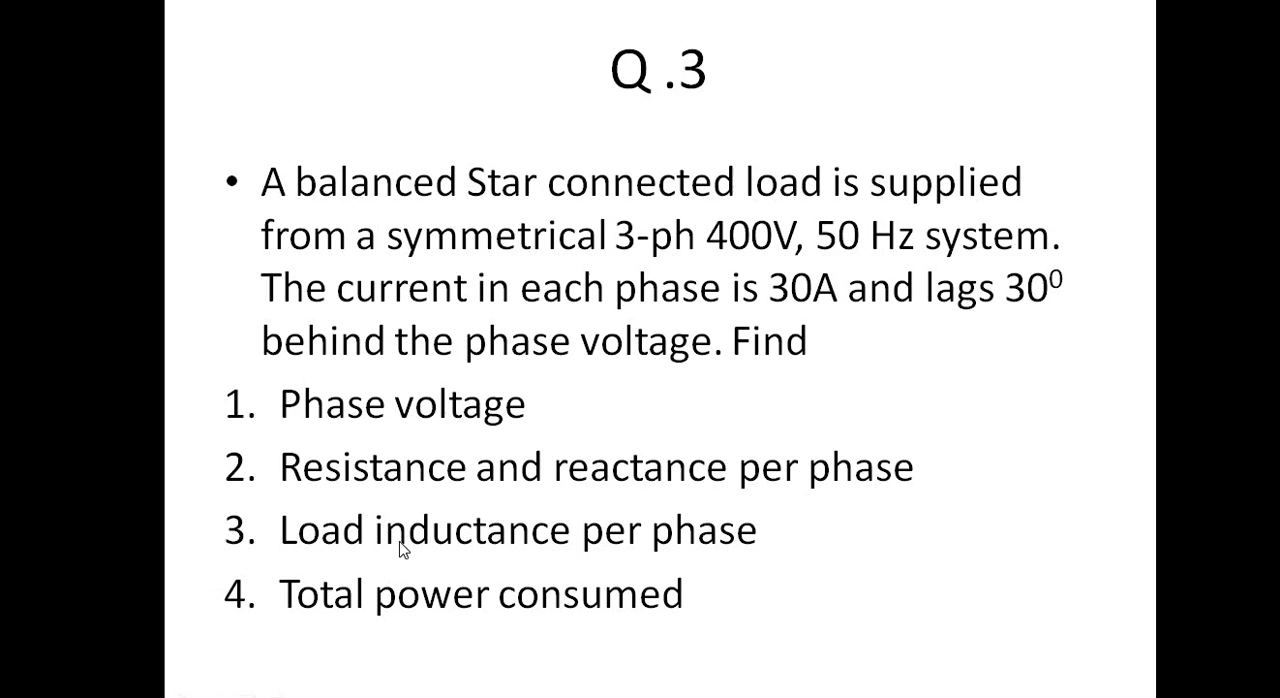 Q .3
• A balanced Star connected load is supplied
from a symmetrical 3-ph 400V, 50 Hz system.
The current in each phase is 30A and lags 30⁰
behind the phase voltage. Find
1. Phase voltage
2. Resistance and reactance per phase
3. Load inductance per phase
4. Total power consumed